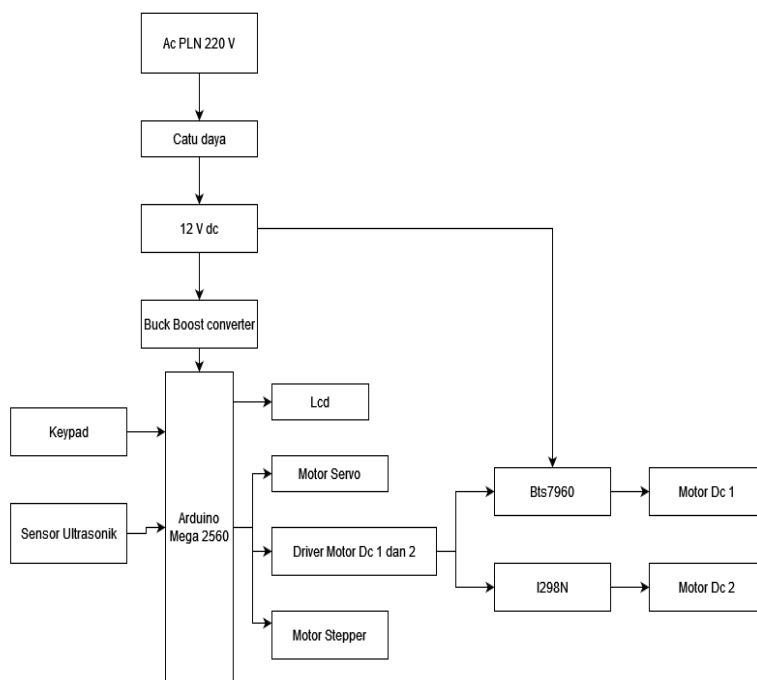 Ac PLN 220 V
Catu daya
12 V dc
Buck Boost converter
Lcd
Keypad
Motor Servo
Bts7960
Motor Dc 1
Sensor Ultrasonik
Arduino
Mega 2560
Driver Motor Dc 1 dan 2
l298N
Motor Dc 2
Motor Stepper